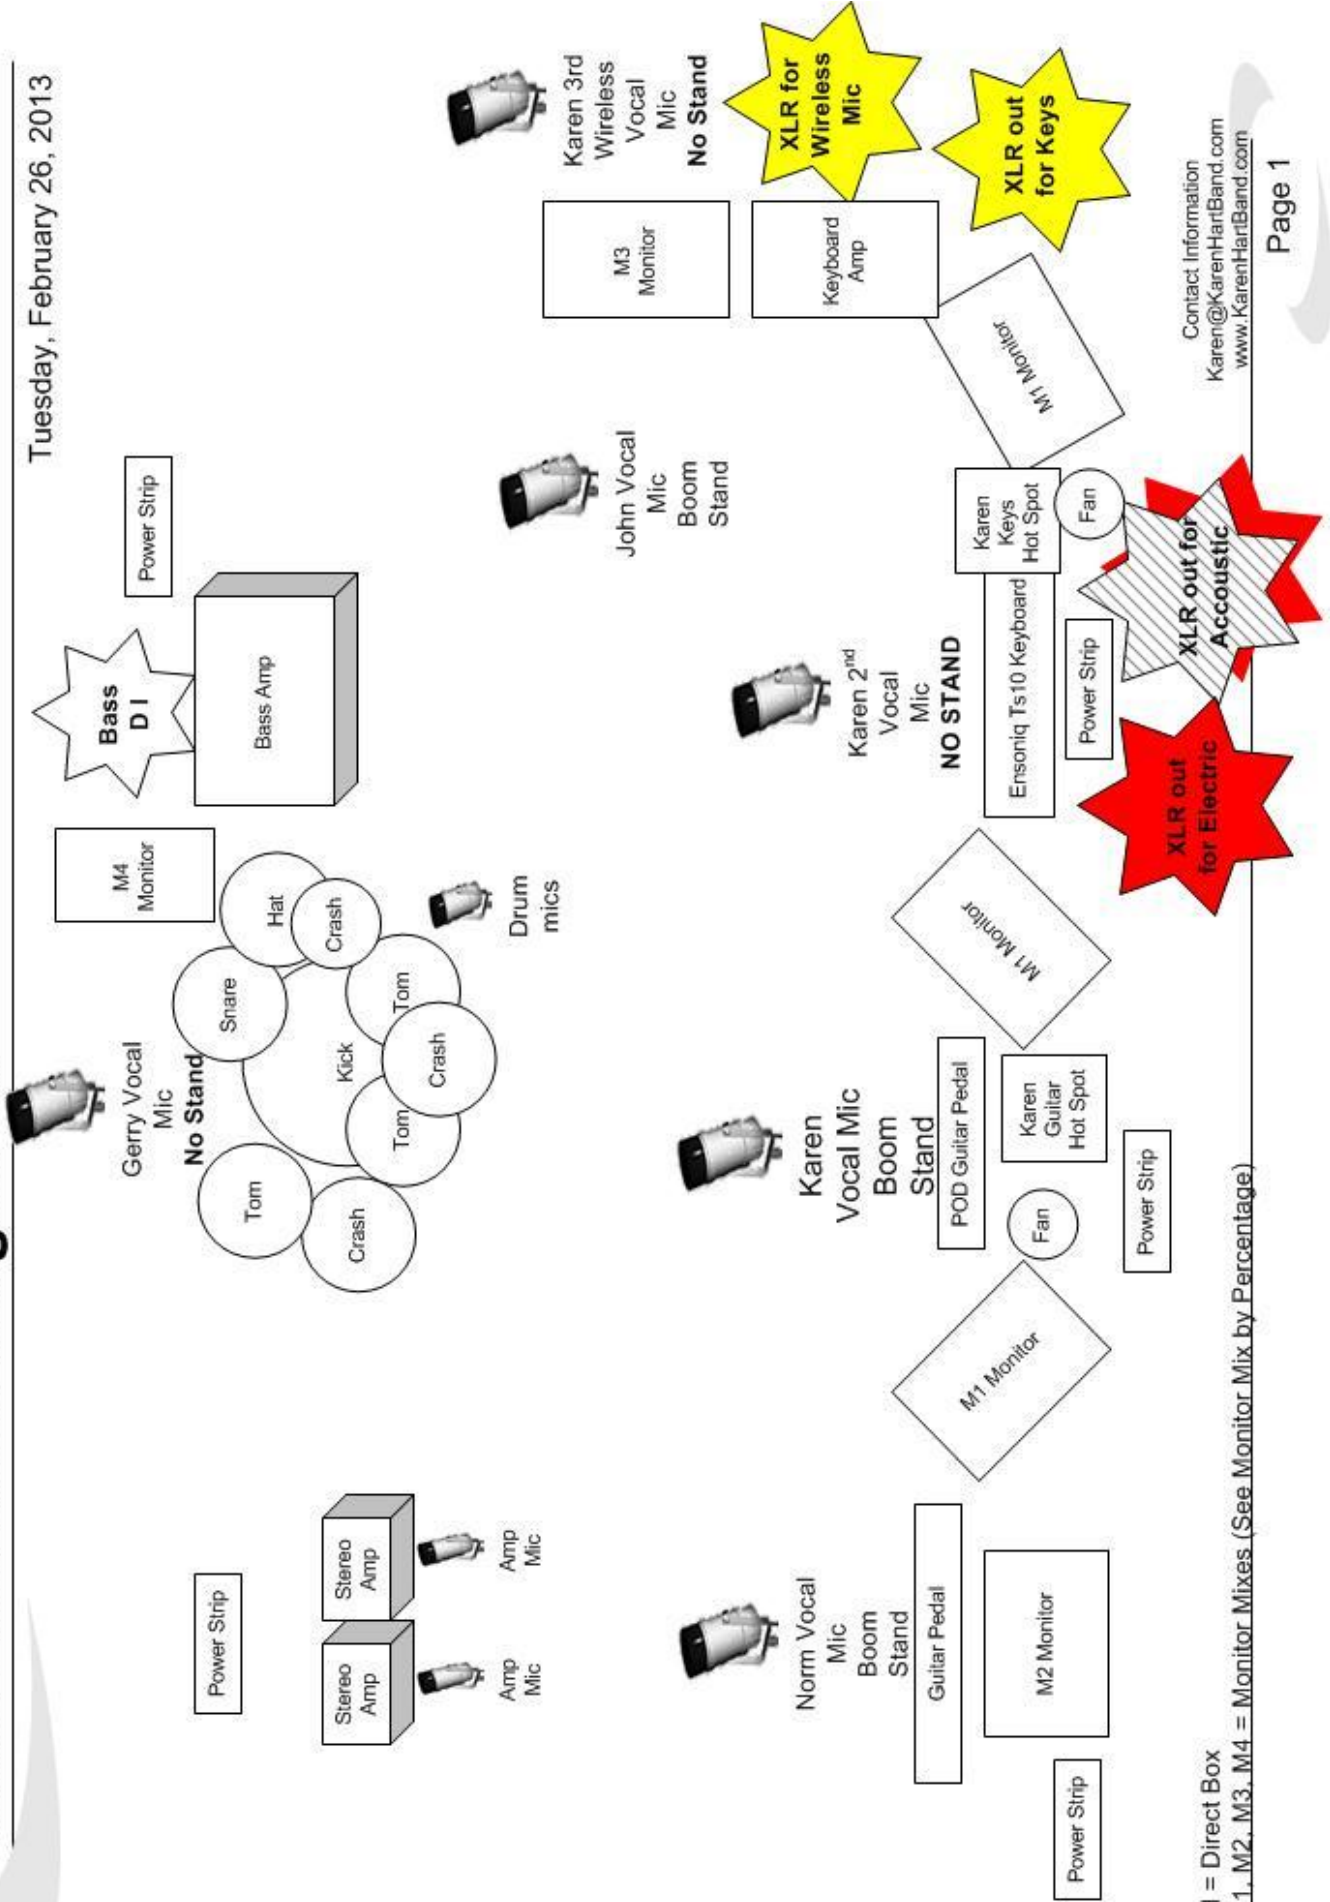 Tuesday, February 26, 2013
Gerry Vocal
Mic
No Stand
M4
Monitor
Bass
D I
Power Strip
Bass Amp
Power Strip
Tom
Snare
Hat
Crash
Kick
Crash
Tom
Tom
Crash
Stereo
Amp
Stereo
Amp
Amp
Mic
Amp
Mic
Drum
mics
John Vocal
Mic
Boom
Stand
Karen 3rd
Wireless
Vocal
Mic
No Stand
M3
Monitor
XLR for
Wireless
Mic
Keyboard
Amp
XLR out
for Keys
Norm Vocal
Mic
Boom
Stand
Guitar Pedal
M2 Monitor
Power Strip
M1 Monitor
Karen
Vocal Mic
Boom
Stand
POD Guitar Pedal
Fan
Karen
Guitar
Hot Spot
Power Strip
M1 Monitor
Karen 2nd
Vocal
Mic
NO STAND
Ensoniq Ts10 Keyboard
Karen
Keys
Hot Spot
Fan
Power Strip
M1 Monitor
XLR out
for Electric
XLR out for
Accoustic
= Direct Box
1, M2, M3, M4 = Monitor Mixes (See Monitor Mix by Percentage)
Contact Information
Karen@KarenHartBand.com
www.KarenHartBand.com
Page 1